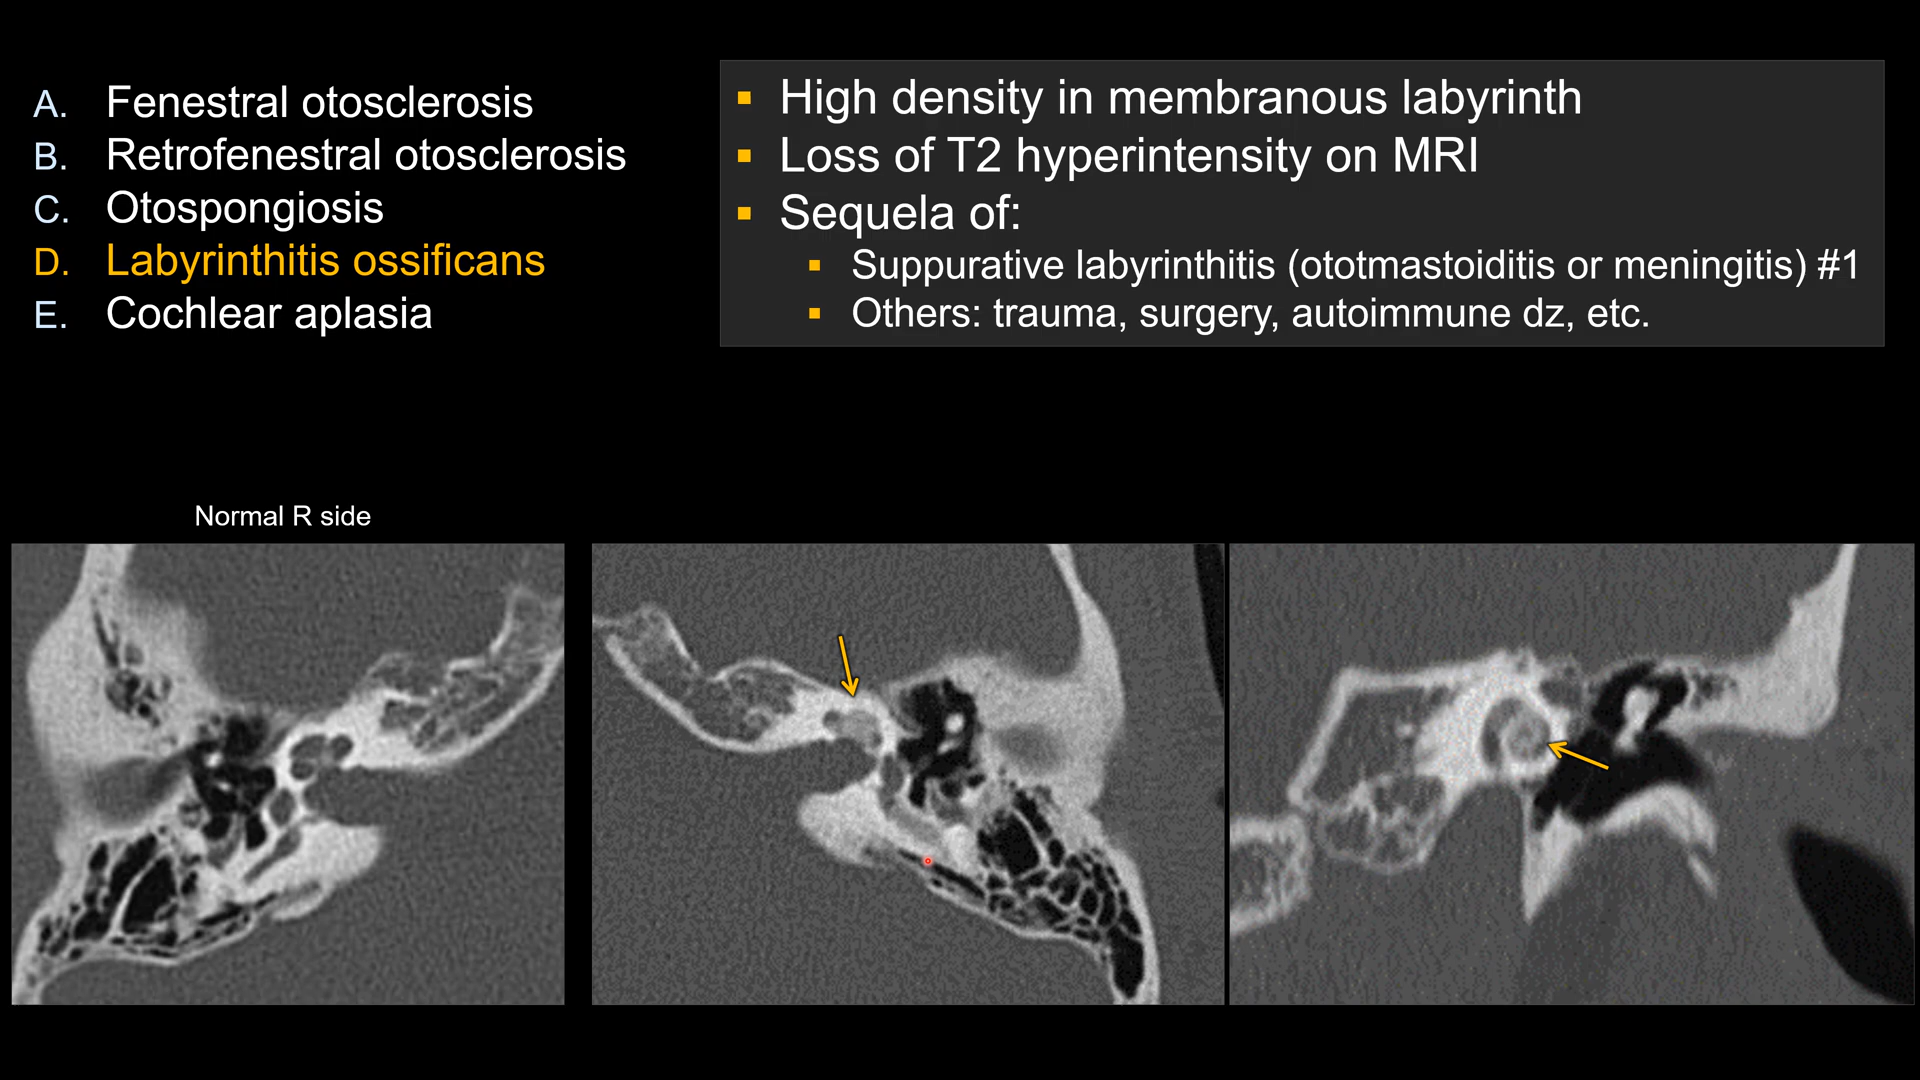 A. Fenestral otosclerosis
B. Retrofenestral otosclerosis
C. Otospongiosis
D. Labyrinthitis ossificans
E. Cochlear aplasia
High density in membranous labyrinth
Loss of T2 hyperintensity on MRI
Sequela of:
Suppurative labyrinthitis (ototmastoiditis or meningitis) #1
Others: trauma, surgery, autoimmune dz, etc.
Normal R side